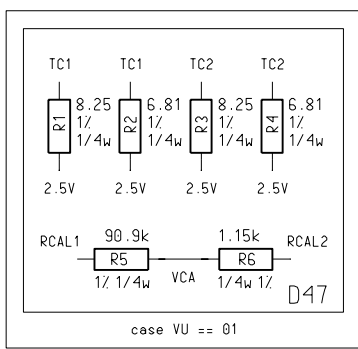 TC1 TC1 TC2 TC2
R1 8.25 1% 1/4w
R2 6.81 1% 1/4w
R3 8.25 1% 1/4w
R4 6.81 1% 1/4w
2.5V 2.5V 2.5V 2.5V
90.9k 1.15k
RCAL1 R5 VCA R6 RCAL2
1% 1/4w 1/4w 1%
D47
case VU == 01